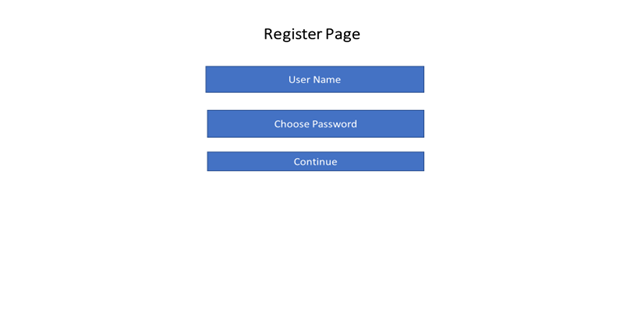 Register Page
User Name
Choose Password
Continue